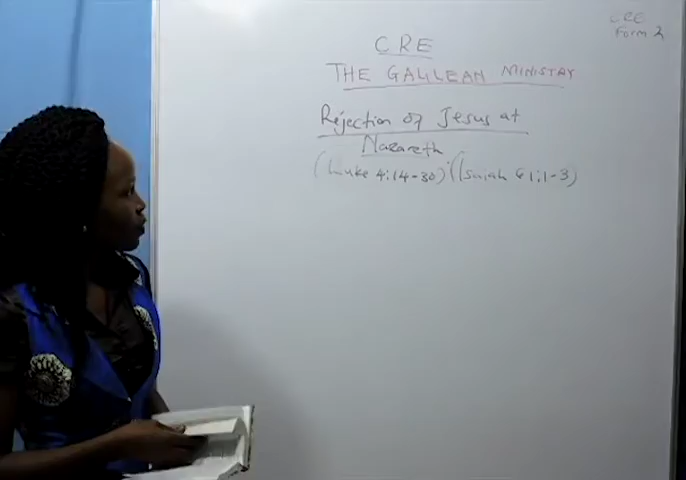 CRE
Form 2
CRE
THE GALILEAN MINISTRY
Rejection of Jesus at
Nazareth
(Luke 4:14-30) (Isaiah 61:1-3)